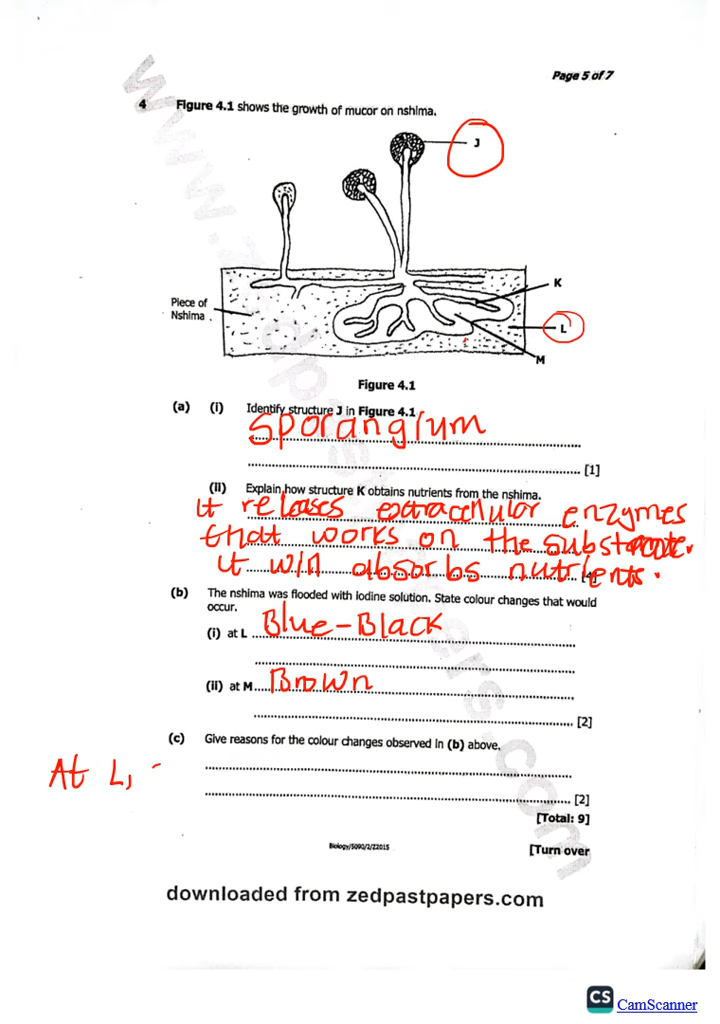 Page 5 of 7
4 Figure 4.1 shows the growth of mucor on nshima.
J
K
Piece of
Nshima
L
M
Figure 4.1
(a) (i) Identify structure J in Figure 4.1
Sporangium
[1]
(ii) Explain how structure K obtains nutrients from the nshima.
it releases extracellular enzymes
that works on the substrate.
it will absorbs nutrients. [4]
(b) The nshima was flooded with iodine solution. State colour changes that would
occur.
(i) at L Blue-Black
(ii) at M Brown
[2]
(c) Give reasons for the colour changes observed in (b) above.
At L, -
[2]
[Total: 9]
Biology/5090/2/Z2015
[Turn over
downloaded from zedpastpapers.com
CS CamScanner